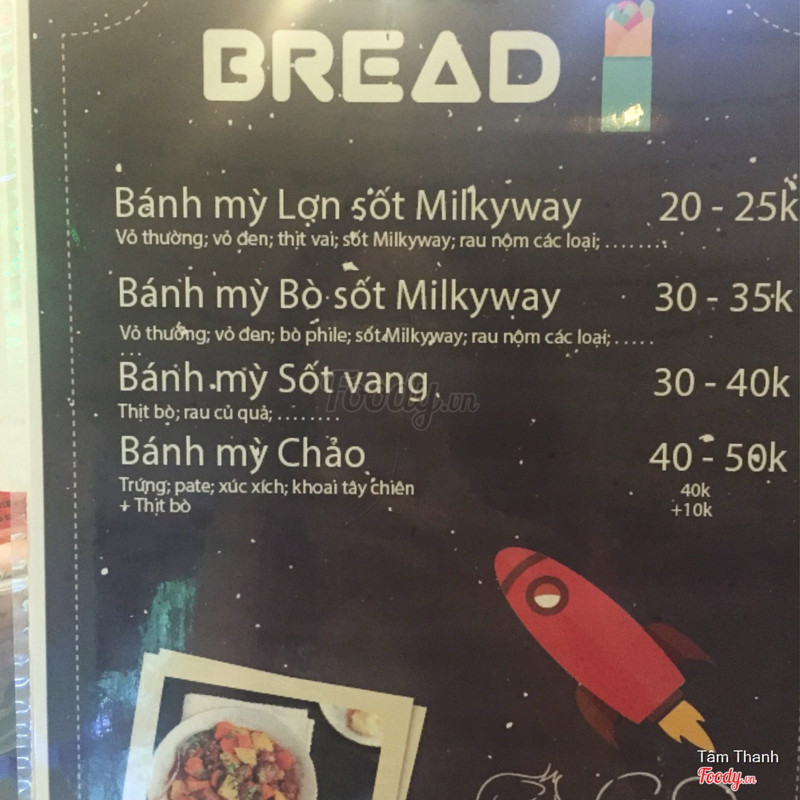 BREAD
Bánh mỳ Lợn sốt Milkyway 20 - 25k
Vỏ thường; vỏ đen; thịt vai; sốt Milkyway; rau nộm các loại; . . . . . . . .
Bánh mỳ Bò sốt Milkyway 30 - 35k
Vỏ thường; vỏ đen; bò phile; sốt Milkyway; rau nộm các loại; . . . . .
. . .
Bánh mỳ Sốt vang 30 - 40k
Thịt bò; rau củ quả; . . . . . . . .
Foody.vn
Bánh mỳ Chảo 40 - 50k
Trứng; pate; xúc xích; khoai tây chiên 40k
+ Thịt bò +10k
Tâm Thanh
Foody.vn